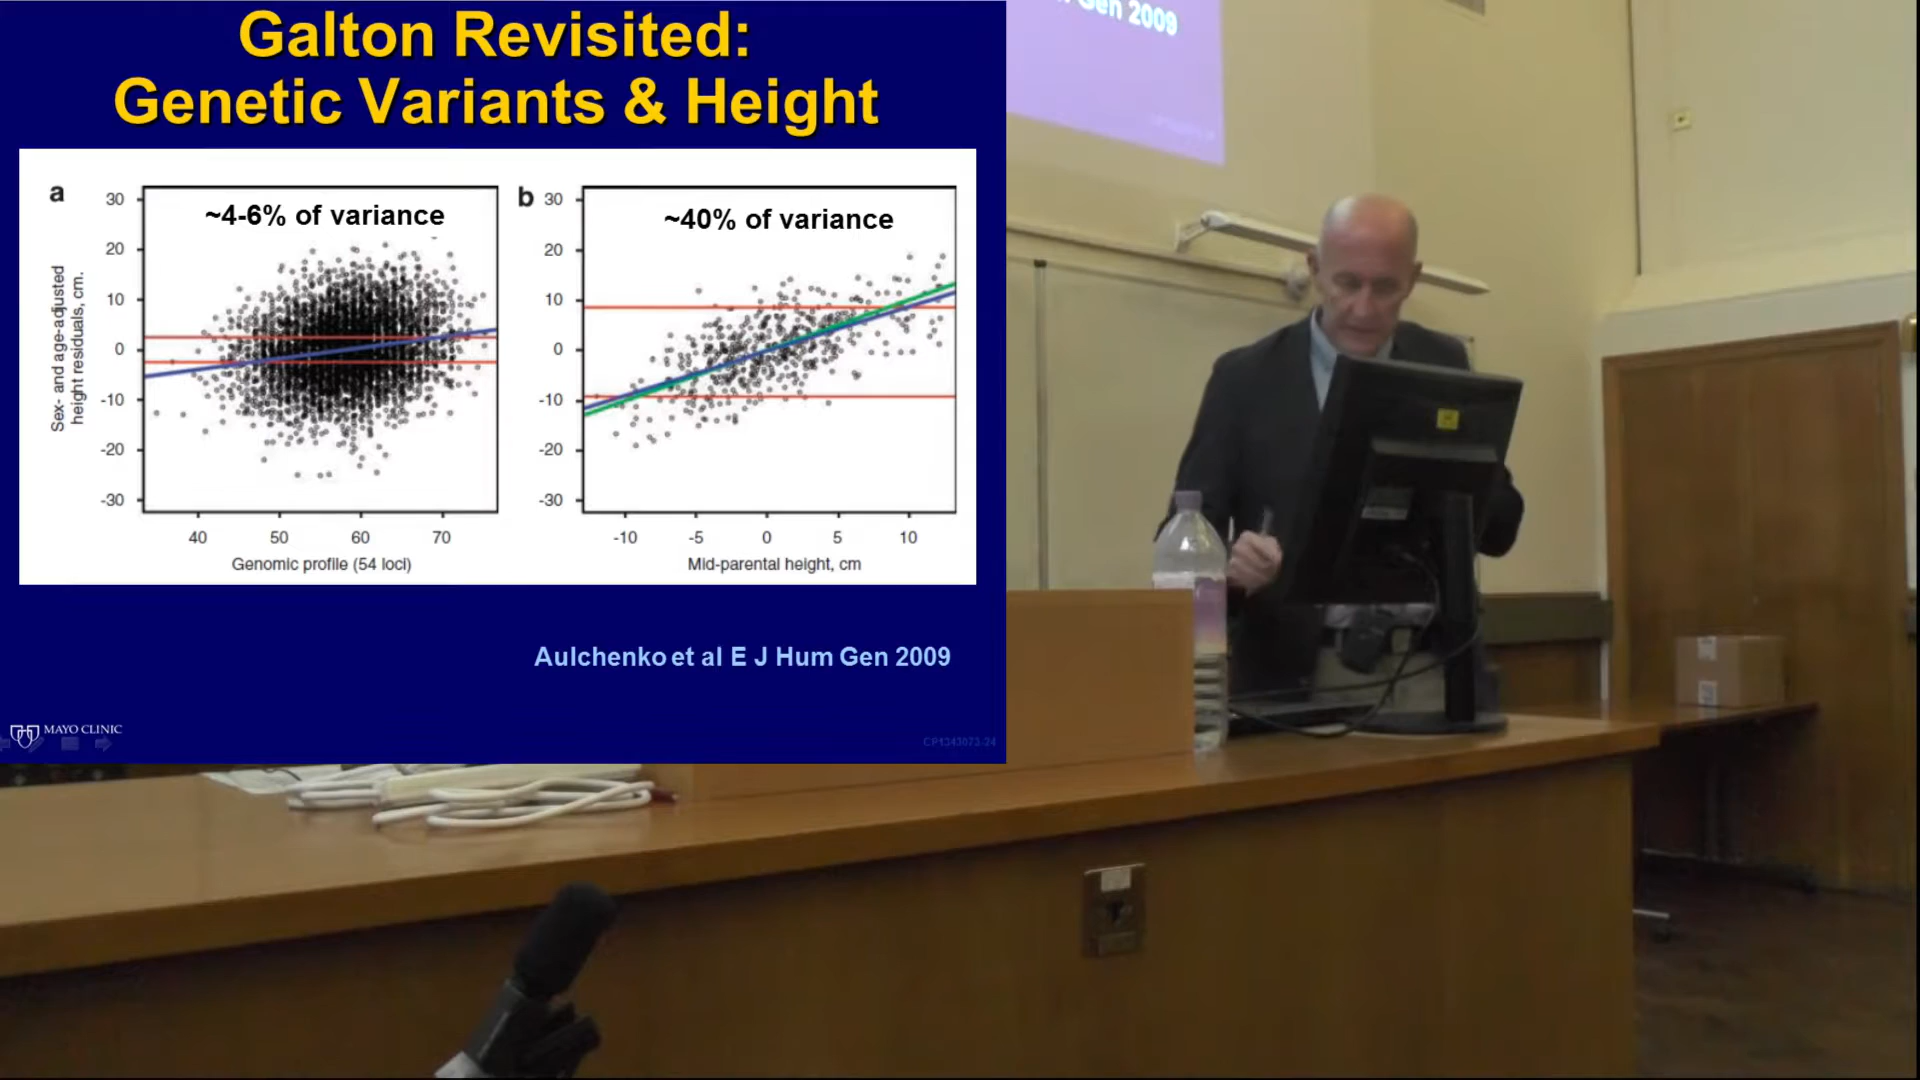 Galton Revisited:
Genetic Variants & Height
a
~4-6% of variance
30
20
10
0
-10
-20
-30
Sex- and age-adjusted
height residuals, cm.
40 50 60 70
Genomic profile (54 loci)
b
~40% of variance
30
20
10
0
-10
-20
-30
-10 -5 0 5 10
Mid-parental height, cm
Aulchenko et al E J Hum Gen 2009
MAYO CLINIC
CP1343073-24
Gen 2009